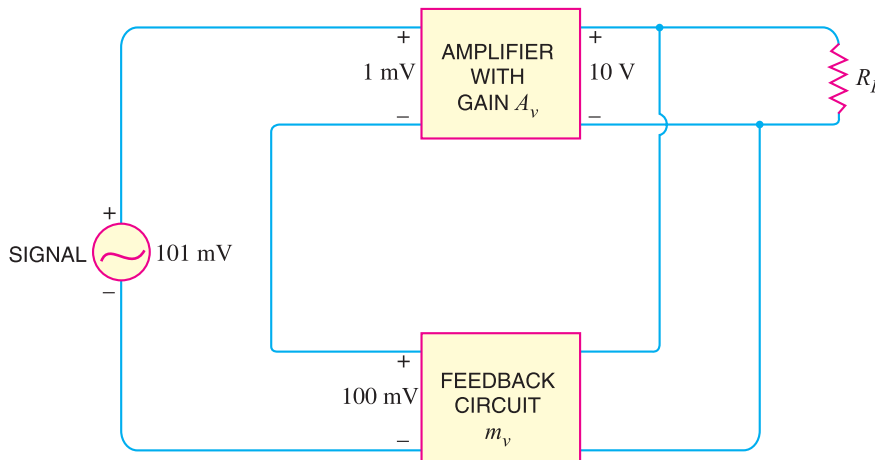 +
1 mV
–
AMPLIFIER
WITH
GAIN A_v
+
10 V
–
+
SIGNAL
101 mV
–
+
100 mV
–
FEEDBACK
CIRCUIT
m_v